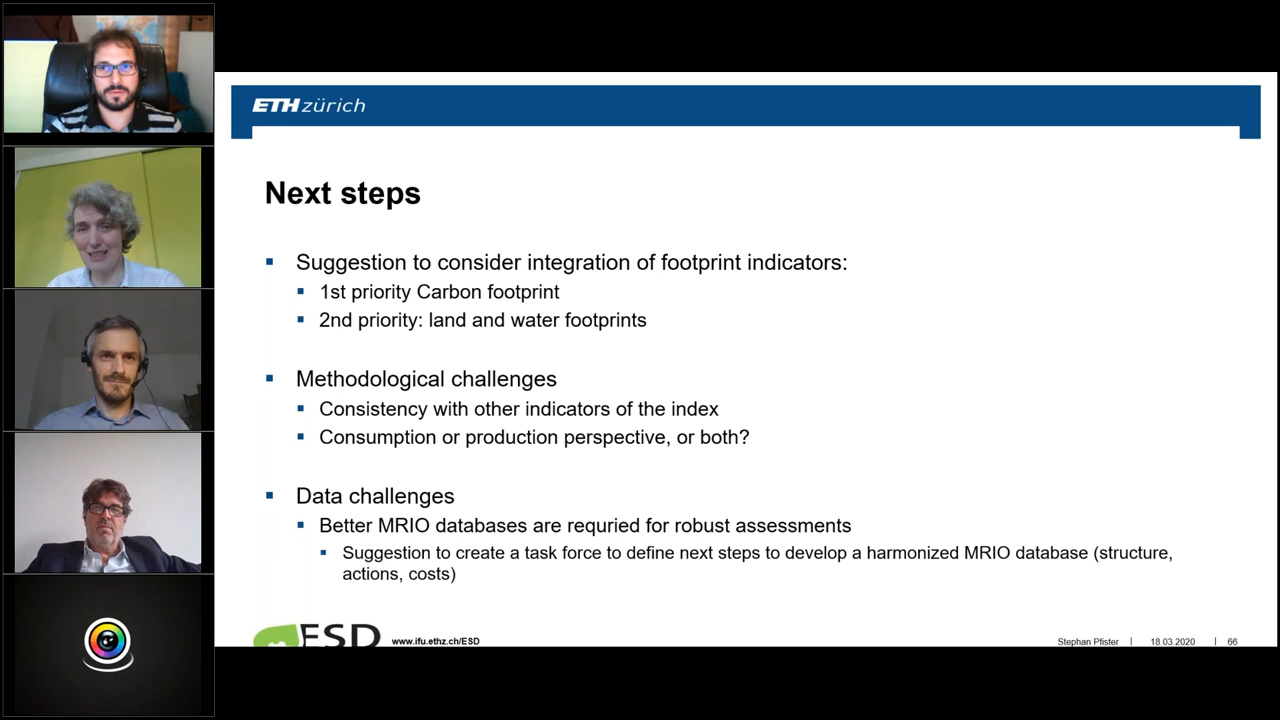 ETH zürich
Next steps
Suggestion to consider integration of footprint indicators:
1st priority Carbon footprint
2nd priority: land and water footprints
Methodological challenges
Consistency with other indicators of the index
Consumption or production perspective, or both?
Data challenges
Better MRIO databases are requried for robust assessments
Suggestion to create a task force to define next steps to develop a harmonized MRIO database (structure,
actions, costs)
ESD www.ifu.ethz.ch/ESD Stephan Pfister | 18.03.2020 | 66